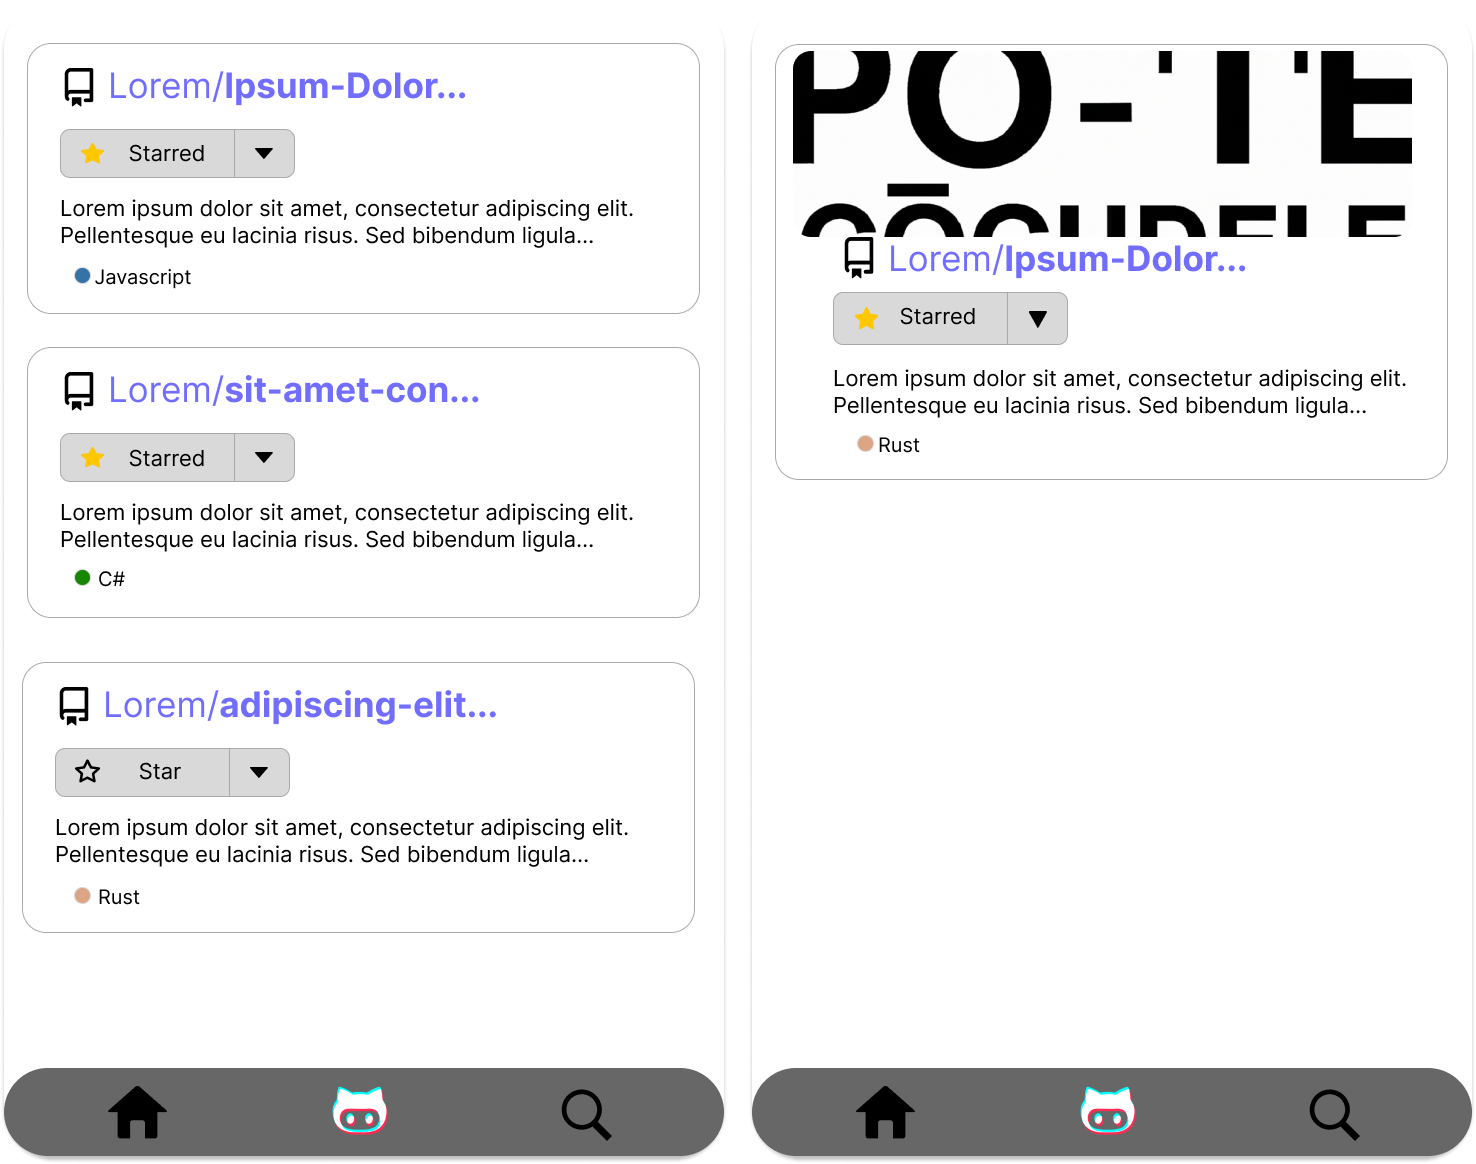 Lorem/Ipsum-Dolor...
Starred
Lorem ipsum dolor sit amet, consectetur adipiscing elit.
Pellentesque eu lacinia risus. Sed bibendum ligula...
Javascript
Lorem/sit-amet-con...
Starred
Lorem ipsum dolor sit amet, consectetur adipiscing elit.
Pellentesque eu lacinia risus. Sed bibendum ligula...
C#
Lorem/adipiscing-elit...
Star
Lorem ipsum dolor sit amet, consectetur adipiscing elit.
Pellentesque eu lacinia risus. Sed bibendum ligula...
Rust
PO-TE
Lorem/Ipsum-Dolor...
Starred
Lorem ipsum dolor sit amet, consectetur adipiscing elit.
Pellentesque eu lacinia risus. Sed bibendum ligula...
Rust